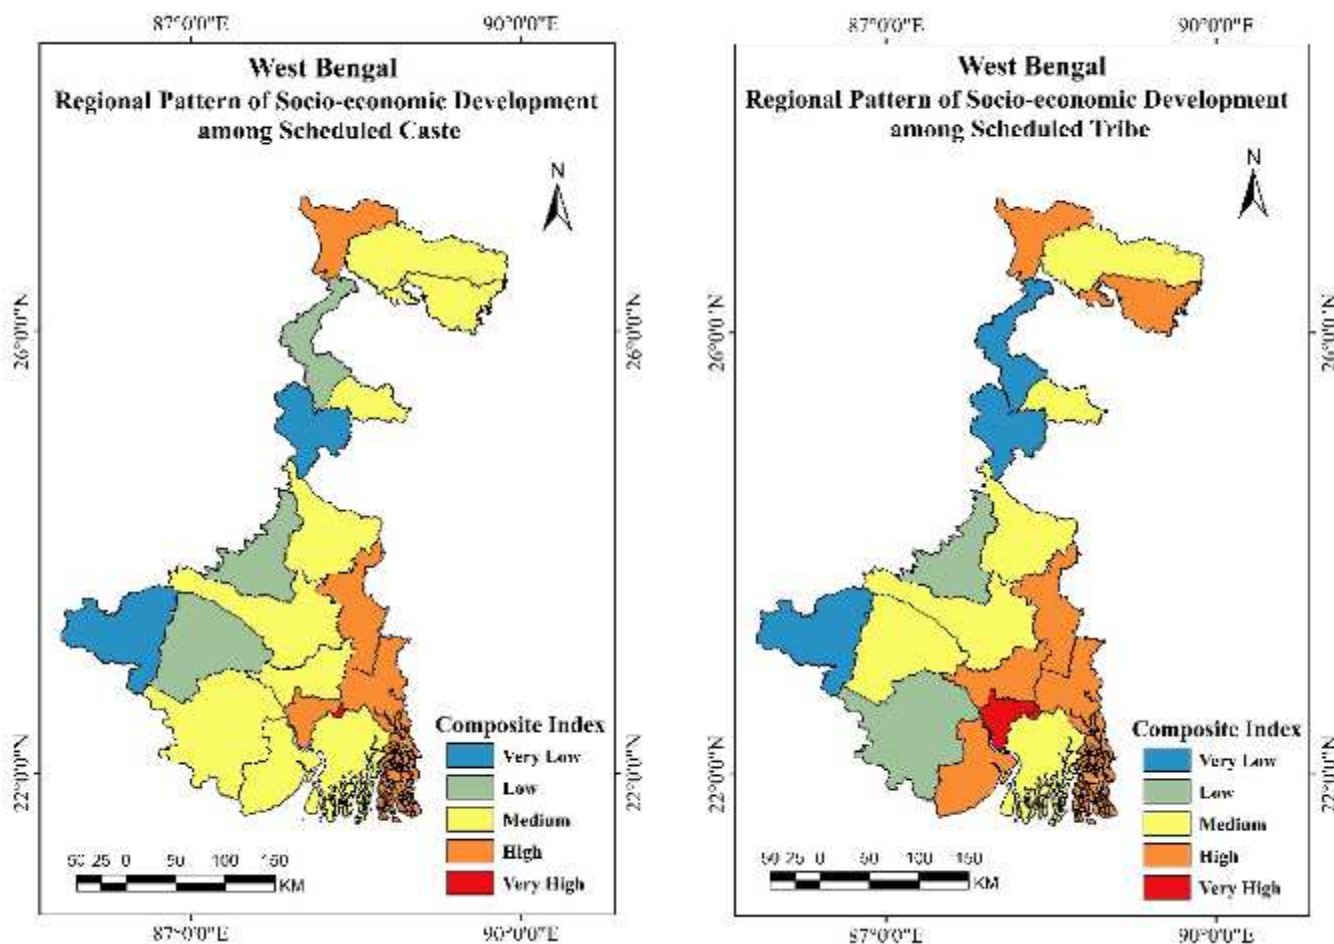 87°0'0"E
90°0'0"E
West Bengal
Regional Pattern of Socio-economic Development
among Scheduled Caste
N
26°0'0"N
26°0'0"N
22°0'0"N
22°0'0"N
Composite Index
Very Low
Low
Medium
High
Very High
50 25 0 50 100 150
KM
87°0'0"E
90°0'0"E
87°0'0"E
90°0'0"E
West Bengal
Regional Pattern of Socio-economic Development
among Scheduled Tribe
N
26°0'0"N
26°0'0"N
22°0'0"N
22°0'0"N
Composite Index
Very Low
Low
Medium
High
Very High
50 25 0 50 100 150
KM
87°0'0"E
90°0'0"E